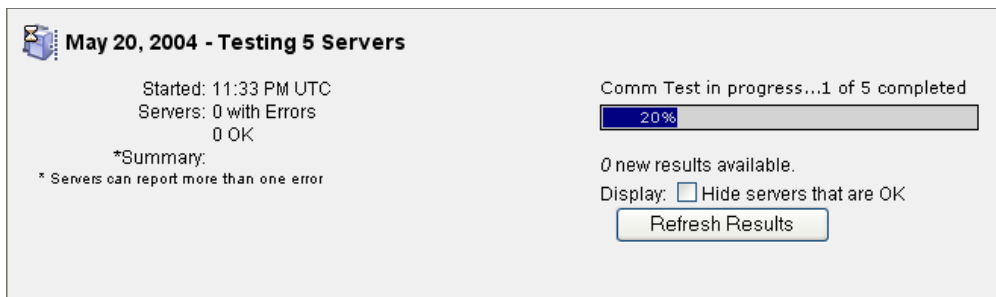 May 20, 2004 - Testing 5 Servers
Started: 11:33 PM UTC
Servers: 0 with Errors
0 OK
*Summary:
* Servers can report more than one error
Comm Test in progress...1 of 5 completed
20%
0 new results available.
Display: Hide servers that are OK
Refresh Results